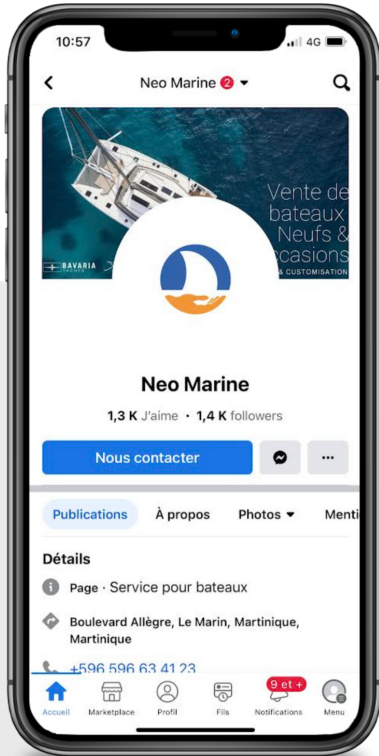 10:57
4G
Neo Marine 2
Vente de
bateaux
Neufs &
ccasions
& CUSTOMISATION
BAVARIA
YACHTS
Neo Marine
1,3 K J'aime · 1,4 K followers
Nous contacter
Publications À propos Photos Menti
Détails
Page · Service pour bateaux
Boulevard Allègre, Le Marin, Martinique,
Martinique
+596 596 63 41 23
9 et +
Accueil Marketplace Profil Fils Notifications Menu